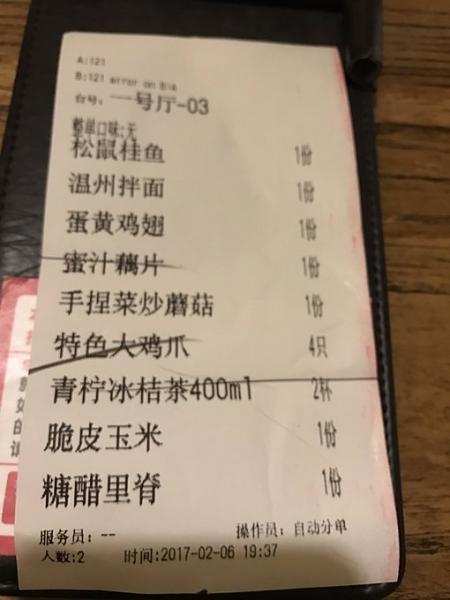 A:121
B:121 error on BIA
台号: 一号厅-03
整单口味:无
松鼠桂鱼 1份
温州拌面 1份
蛋黄鸡翅 1份
蜜汁藕片 1份
手捏菜炒蘑菇 1份
特色大鸡爪 4只
青柠冰桔茶400ml 2杯
脆皮玉米 1份
糖醋里脊 1份
服务员: -- 操作员: 自动分单
人数:2 时间:2017-02-06 19:37